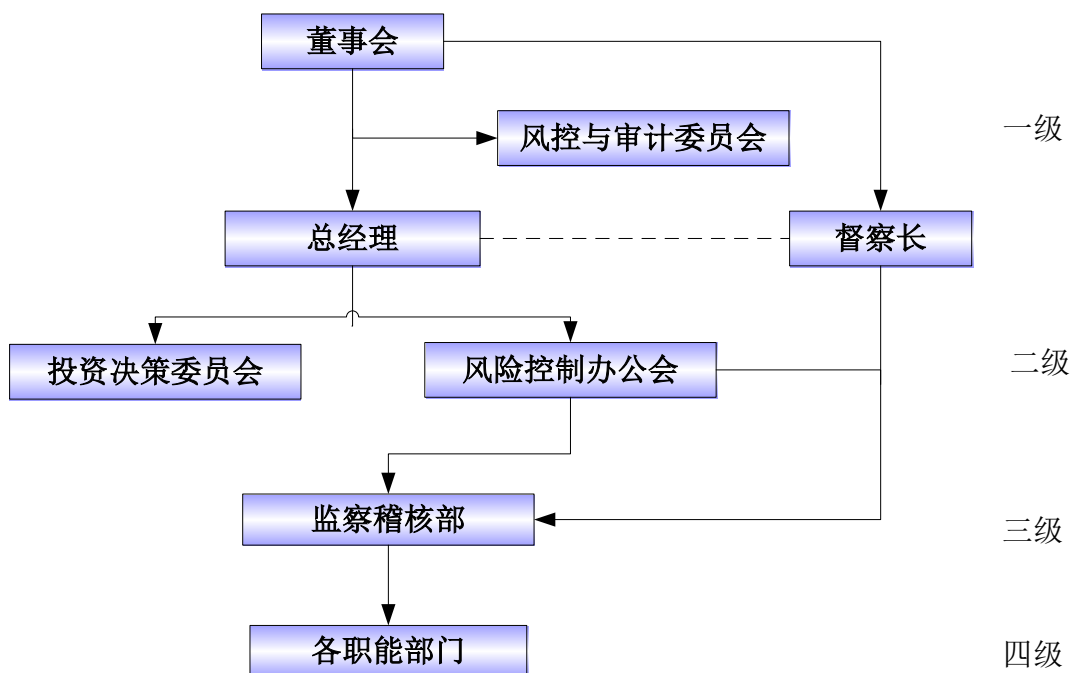 董事会
风控与审计委员会
一级
总经理
督察长
投资决策委员会
风险控制办公会
二级
监察稽核部
三级
各职能部门
四级